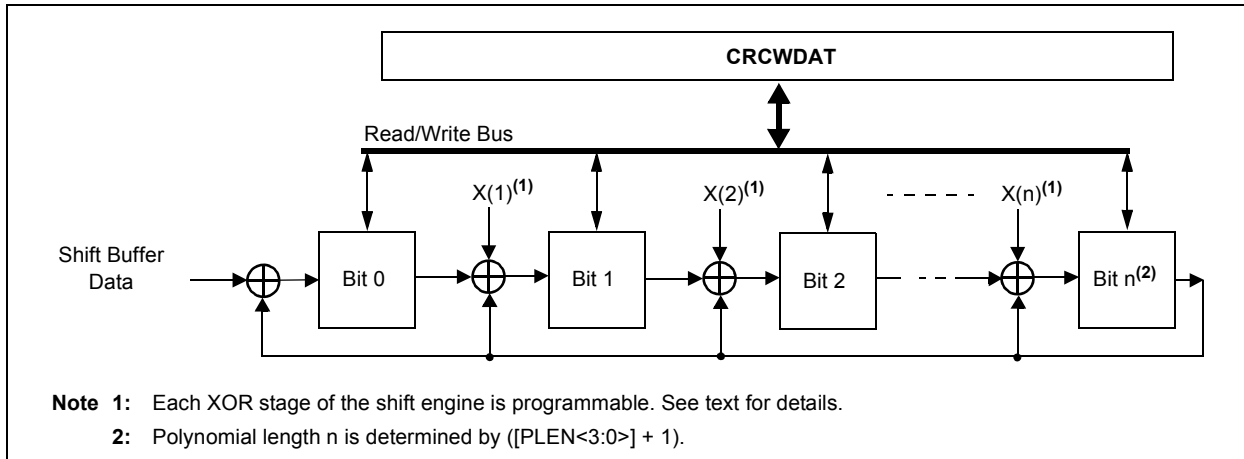 CRCWDAT
Read/Write Bus
X(1)(1)
X(2)(1)
X(n)(1)
Shift Buffer
Data
Bit 0
Bit 1
Bit 2
Bit n(2)
Note 1: Each XOR stage of the shift engine is programmable. See text for details.
2: Polynomial length n is determined by ([PLEN<3:0>] + 1).